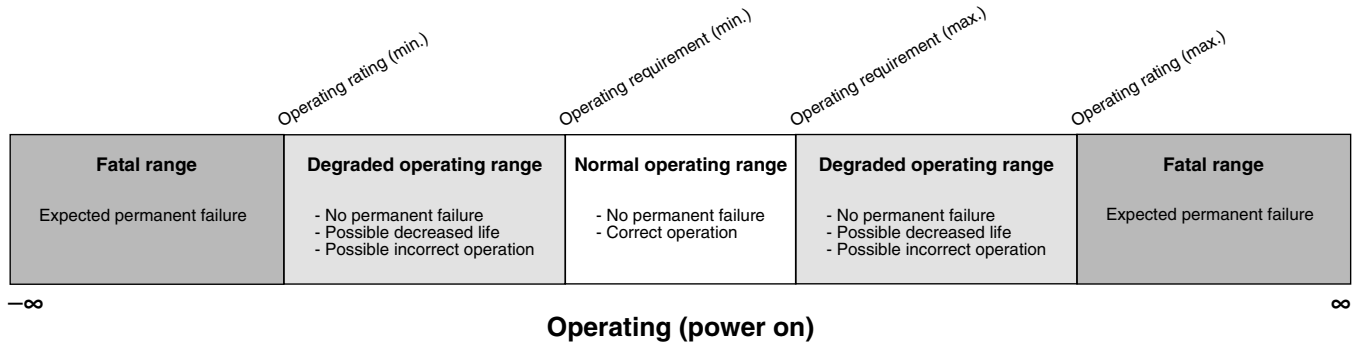 Operating rating (min.)
Operating requirement (min.)
Operating requirement (max.)
Operating rating (max.)
Fatal range
Expected permanent failure
Degraded operating range
- No permanent failure
- Possible decreased life
- Possible incorrect operation
Normal operating range
- No permanent failure
- Correct operation
Degraded operating range
- No permanent failure
- Possible decreased life
- Possible incorrect operation
Fatal range
Expected permanent failure
–∞
∞
Operating (power on)